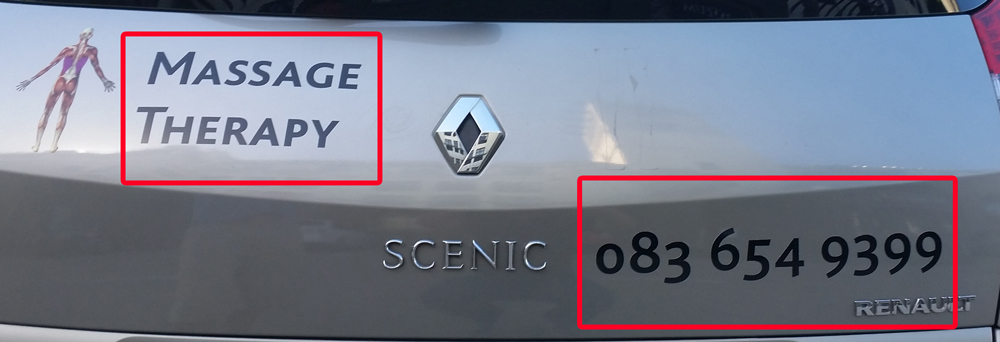 MASSAGE
THERAPY
SCENIC
083 654 9399
RENAULT